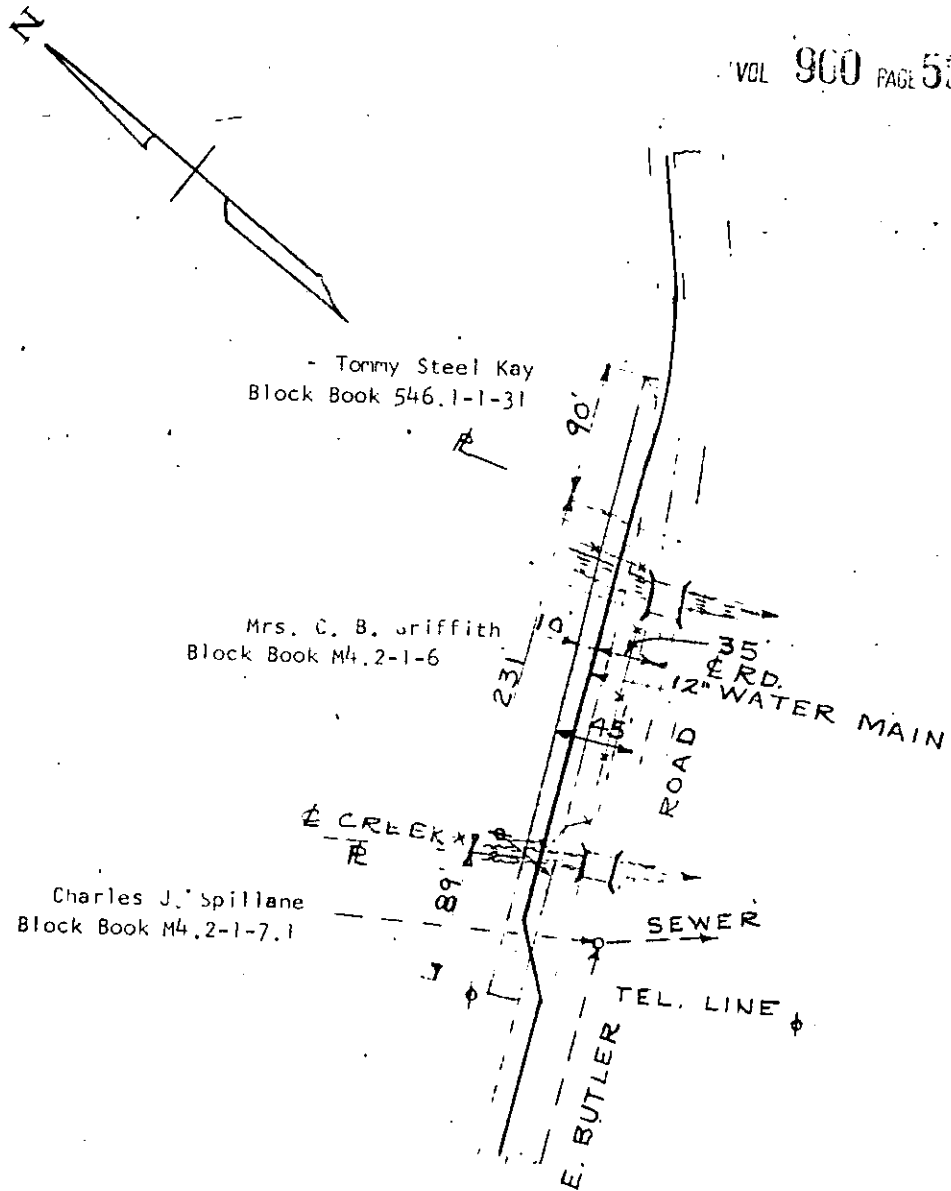 N
VOL 900 PAGE
- Tommy Steel Kay
Block Book 546.1-1-31
90'
Mrs. C. B. Griffith
Block Book M4.2-1-6
231
10'
35'
℄ RD.
12" WATER MAIN
45'
ROAD
℄ CREEK
Charles J. Spillane
Block Book M4.2-1-7.1
89'
SEWER
TEL. LINE
E. BUTLER